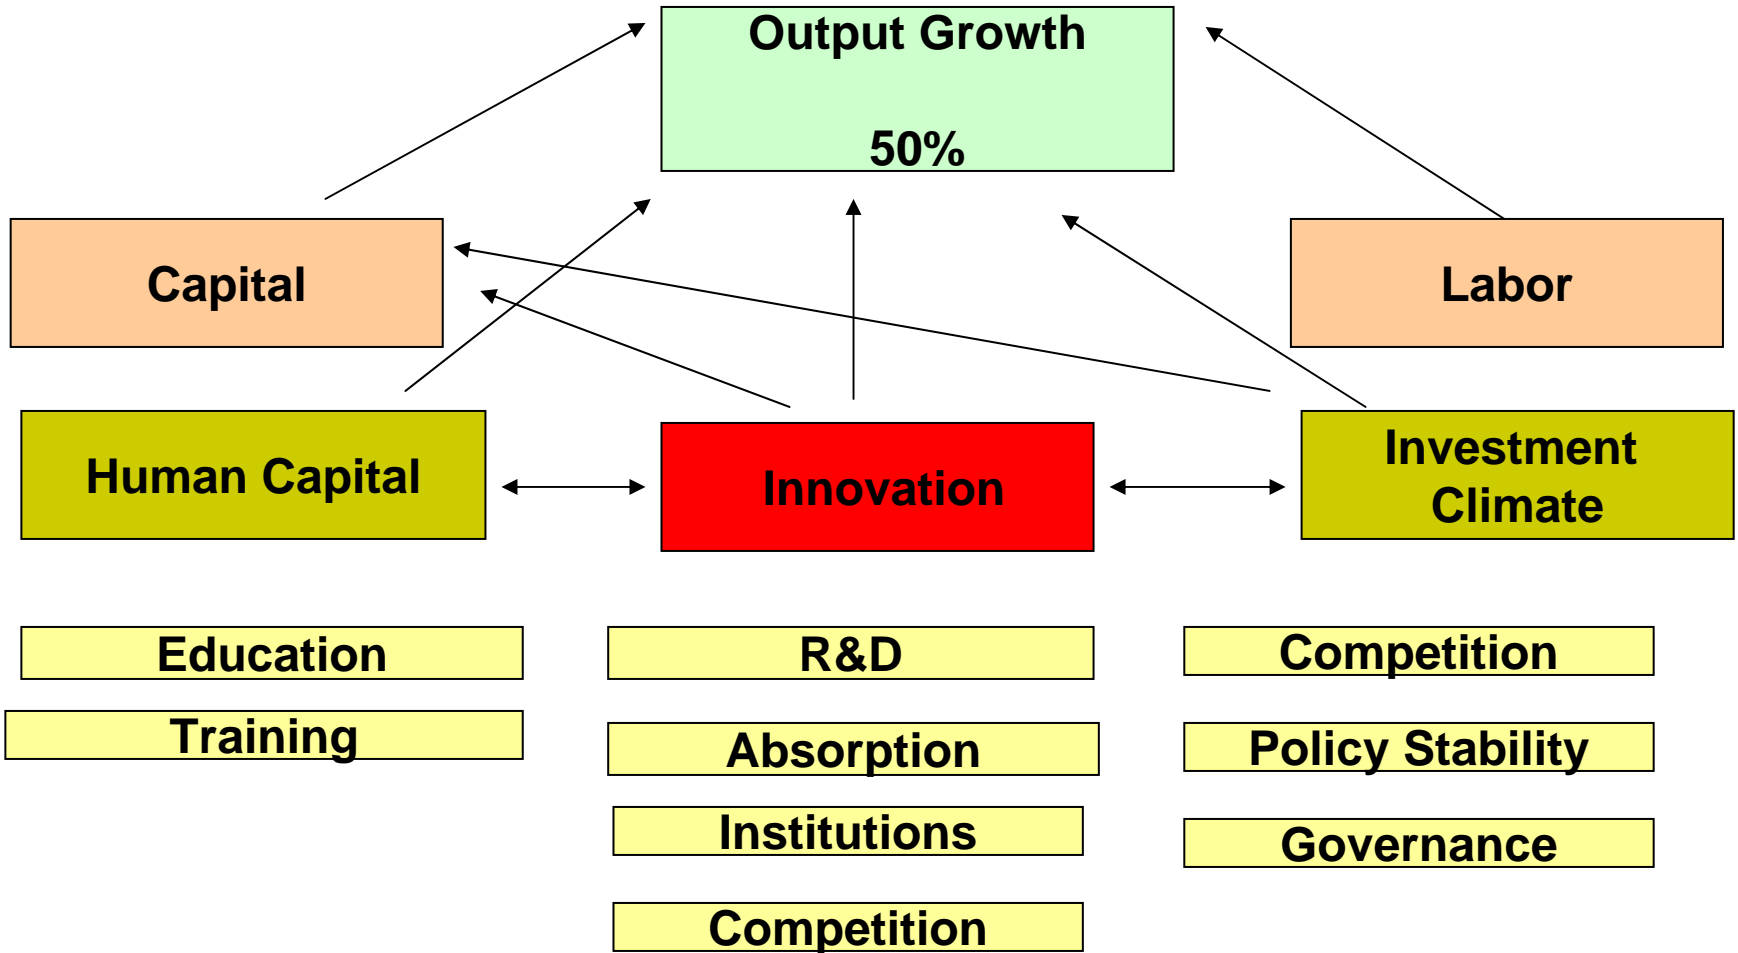 Output Growth
50%
Capital
Labor
Human Capital
Innovation
Investment
Climate
Education
R&D
Competition
Training
Absorption
Policy Stability
Institutions
Governance
Competition